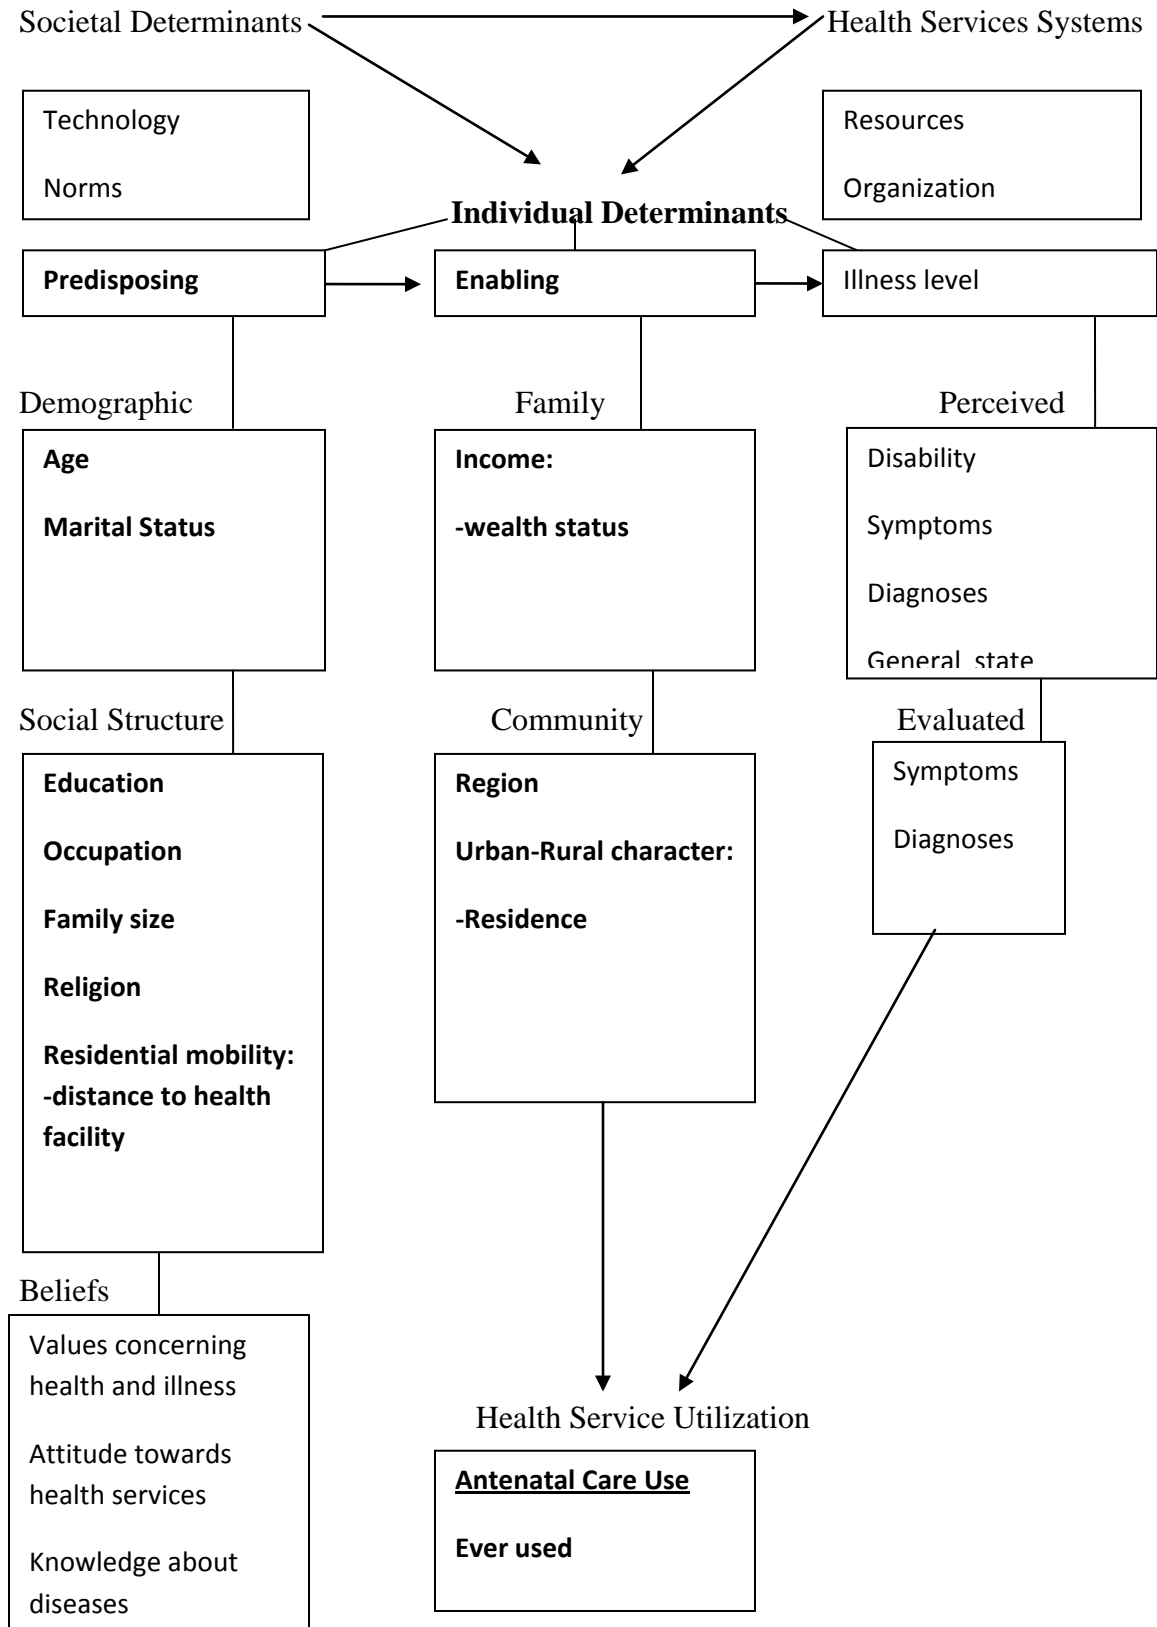 Societal Determinants
Health Services Systems
Technology
Norms
Resources
Organization
Individual Determinants
Predisposing
Enabling
Illness level
Demographic
Family
Perceived
Age
Marital Status
Income:
-wealth status
Disability
Symptoms
Diagnoses
General state
Social Structure
Community
Evaluated
Education
Occupation
Family size
Religion
Residential mobility:
-distance to health
facility
Region
Urban-Rural character:
-Residence
Symptoms
Diagnoses
Beliefs
Values concerning
health and illness
Attitude towards
health services
Knowledge about
diseases
Health Service Utilization
Antenatal Care Use
Ever used